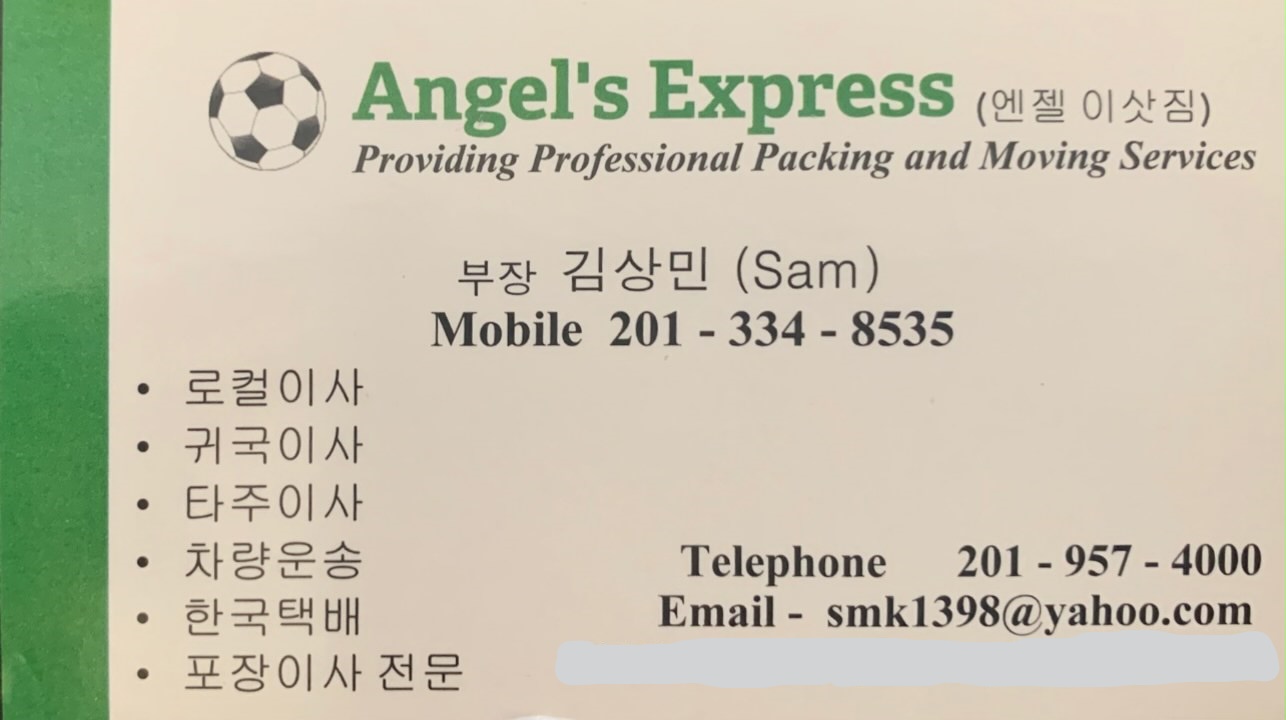 Angel's Express (엔젤 이삿짐)
Providing Professional Packing and Moving Services
부장 김상민 (Sam)
Mobile 201 - 334 - 8535
• 로컬이사
• 귀국이사
• 타주이사
• 차량운송
• 한국택배
• 포장이사 전문
Telephone 201 - 957 - 4000
Email - smk1398@yahoo.com